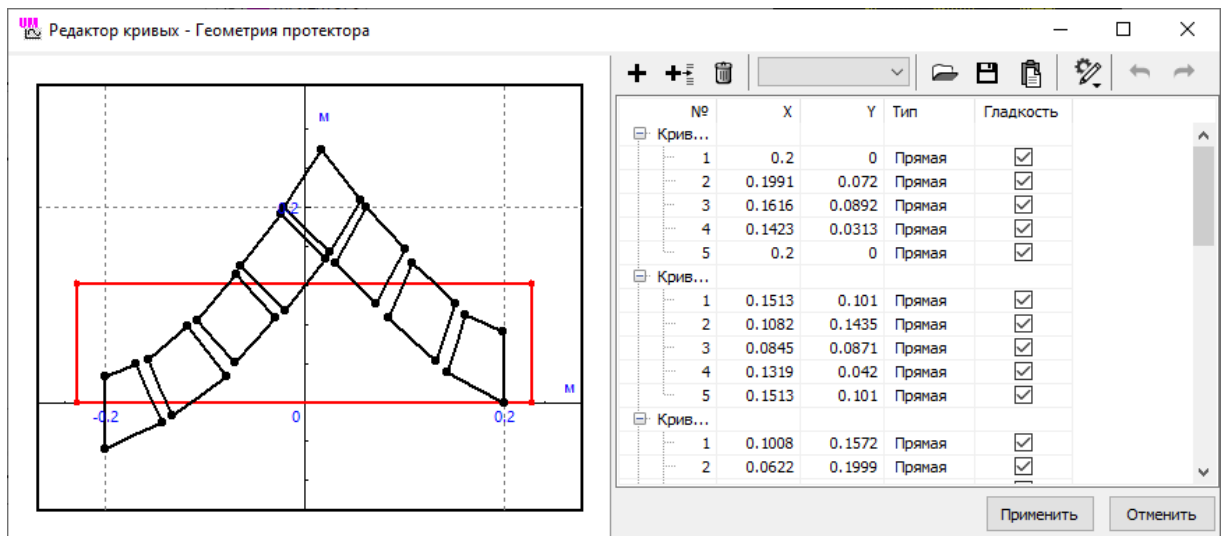 UM Редактор кривых - Геометрия протектора
м
0.2
м
-0.2 0 0.2
№ X Y Тип Гладкость
Крив...
1 0.2 0 Прямая
2 0.1991 0.072 Прямая
3 0.1616 0.0892 Прямая
4 0.1423 0.0313 Прямая
5 0.2 0 Прямая
Крив...
1 0.1513 0.101 Прямая
2 0.1082 0.1435 Прямая
3 0.0845 0.0871 Прямая
4 0.1319 0.042 Прямая
5 0.1513 0.101 Прямая
Крив...
1 0.1008 0.1572 Прямая
2 0.0622 0.1999 Прямая
Применить Отменить